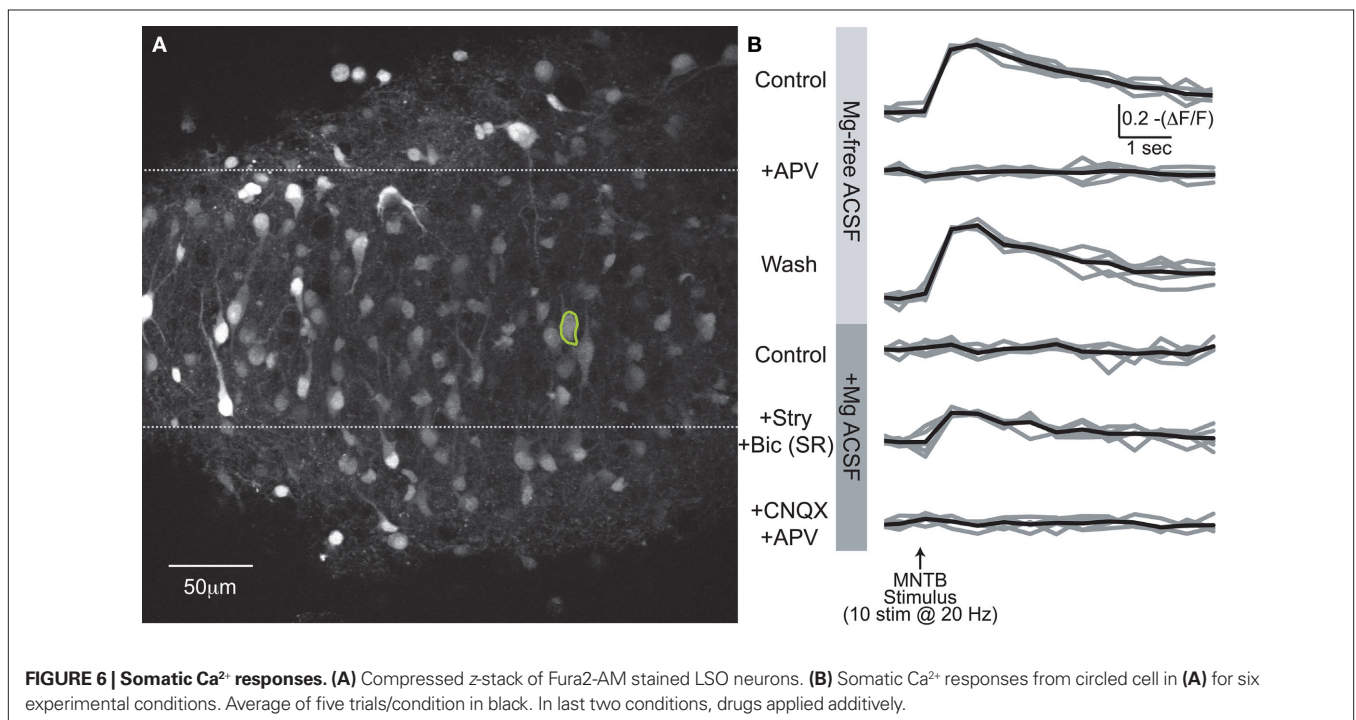 A
50μm
B
Control
+APV
Wash
Control
+Stry
+Bic (SR)
+CNQX
+APV
Mg-free ACSF
+Mg ACSF
0.2 -(ΔF/F)
1 sec
MNTB
Stimulus
(10 stim @ 20 Hz)
FIGURE 6 | Somatic Ca²⁺ responses. (A) Compressed z-stack of Fura2-AM stained LSO neurons. (B) Somatic Ca²⁺ responses from circled cell in (A) for six
experimental conditions. Average of five trials/condition in black. In last two conditions, drugs applied additively.